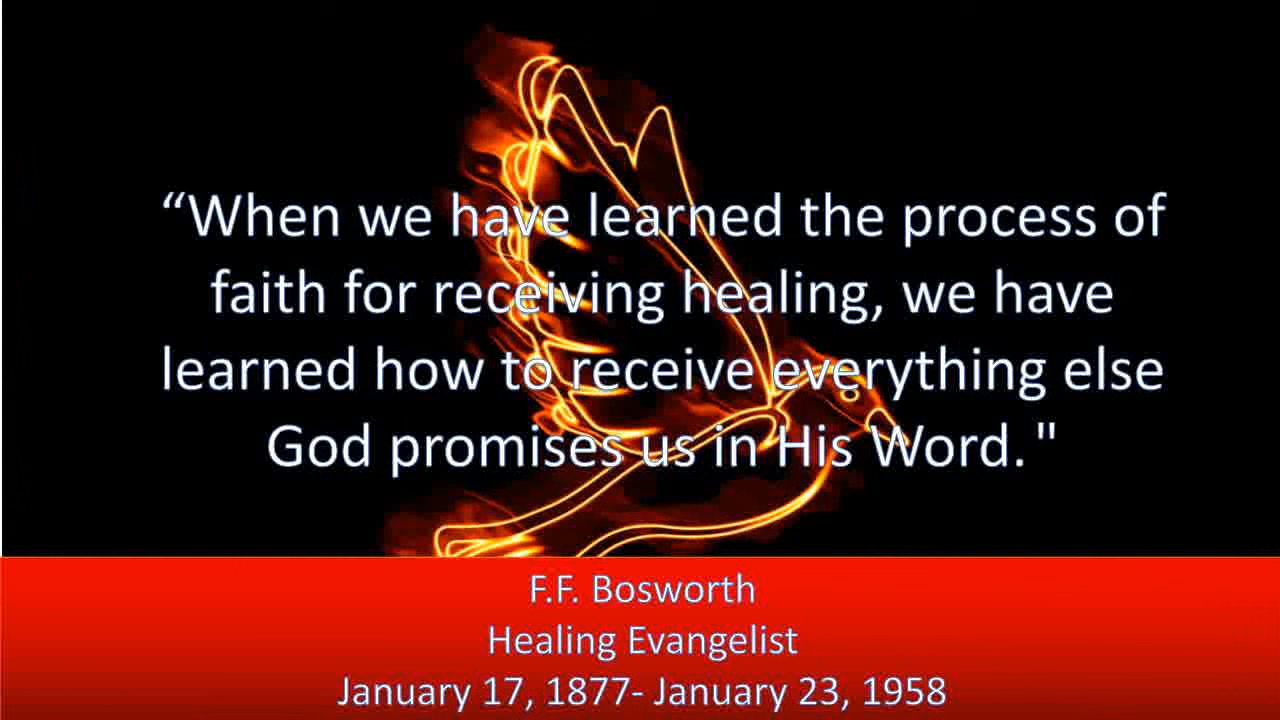 “When we have learned the process of
faith for receiving healing, we have
learned how to receive everything else
God promises us in His Word."
F.F. Bosworth
Healing Evangelist
January 17, 1877- January 23, 1958